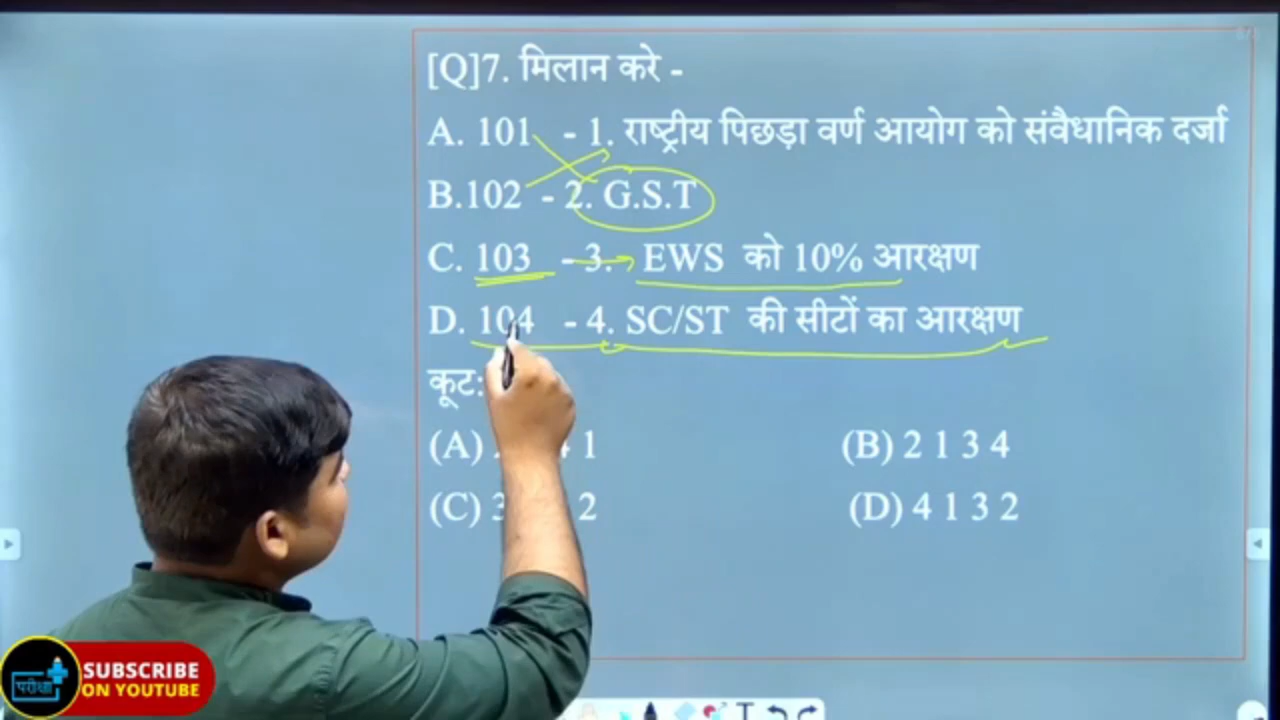 [Q]7. मिलान करे -
A. 101 - 1. राष्ट्रीय पिछड़ा वर्ण आयोग को संवैधानिक दर्जा
B.102 - 2. G.S.T
C. 103 - 3. EWS को 10% आरक्षण
D. 104 - 4. SC/ST की सीटों का आरक्षण
कूट:
(A) 1 (B) 2 1 3 4
(C) 3 2 (D) 4 1 3 2
परीक्षा
SUBSCRIBE
ON YOUTUBE